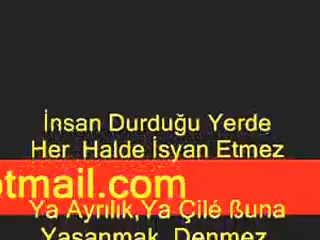 İnsan Durduğu Yerde
Her Halde İsyan Etmez
otmail.com
Ya Ayrılık,Ya Çilé ßuna
Yaşanmak Denmez